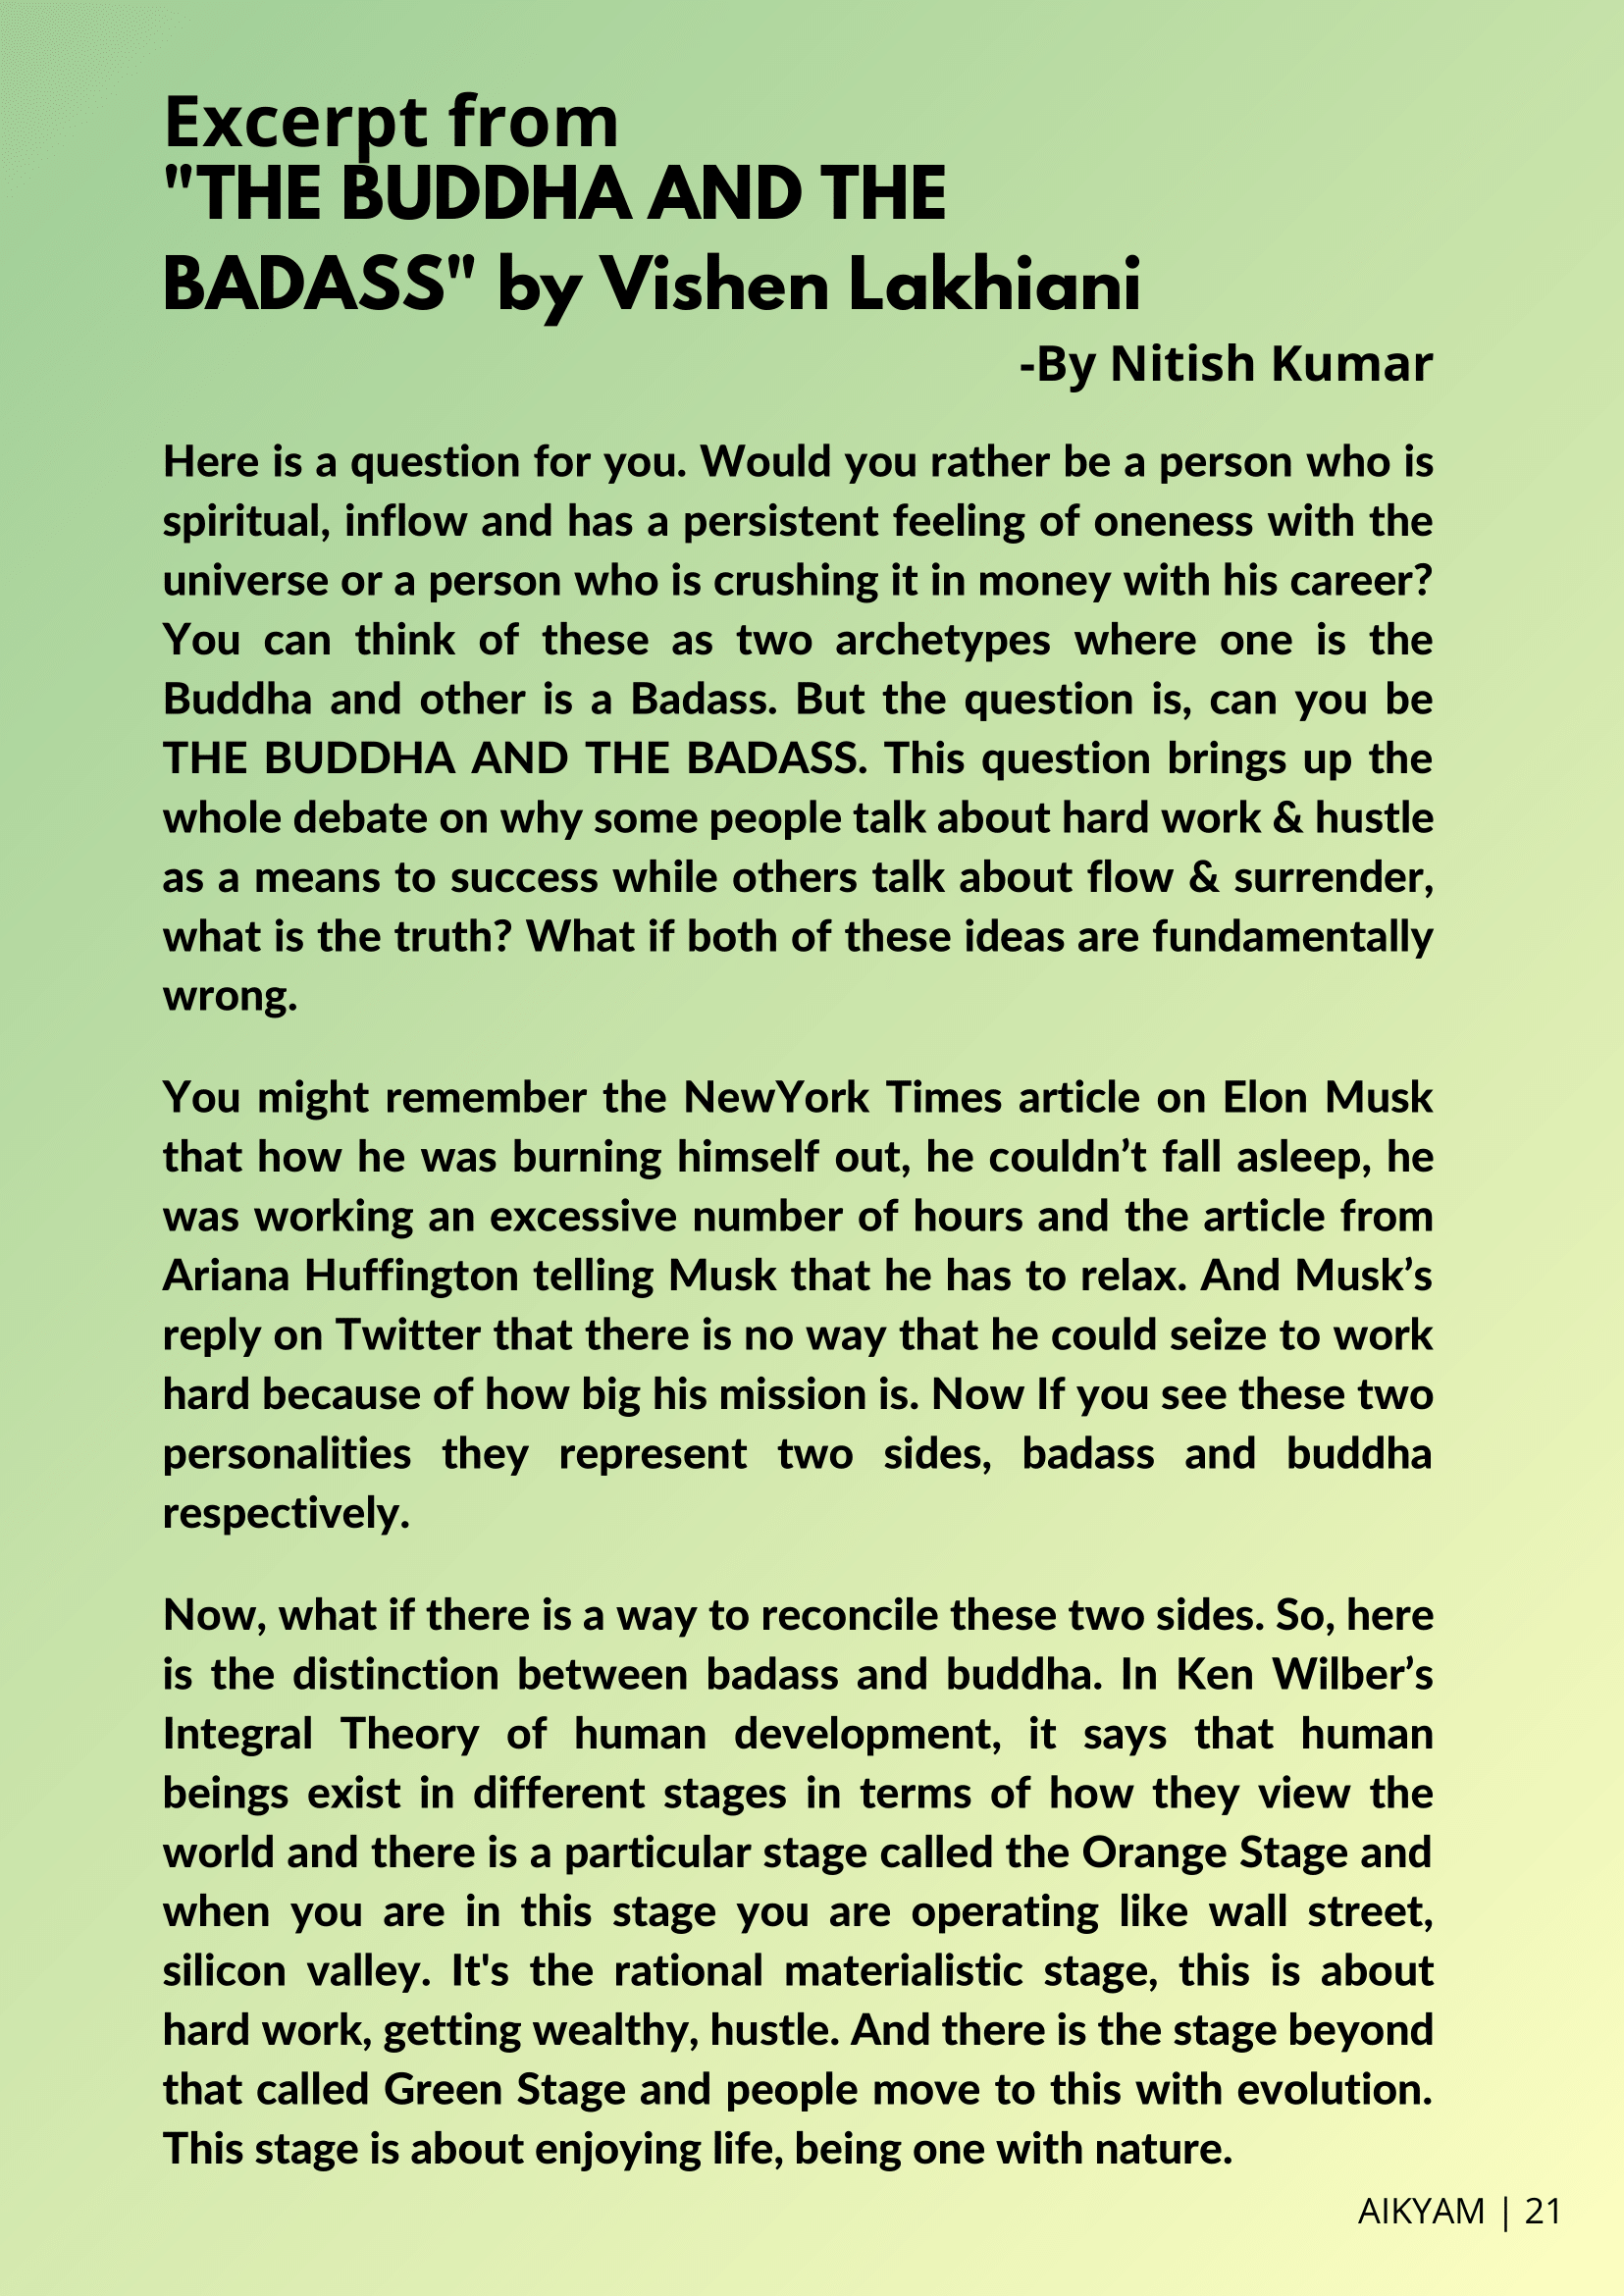 Excerpt from
"THE BUDDHA AND THE
BADASS" by Vishen Lakhiani
-By Nitish Kumar
Here is a question for you. Would you rather be a person who is
spiritual, inflow and has a persistent feeling of oneness with the
universe or a person who is crushing it in money with his career?
You can think of these as two archetypes where one is the
Buddha and other is a Badass. But the question is, can you be
THE BUDDHA AND THE BADASS. This question brings up the
whole debate on why some people talk about hard work & hustle
as a means to success while others talk about flow & surrender,
what is the truth? What if both of these ideas are fundamentally
wrong.
You might remember the NewYork Times article on Elon Musk
that how he was burning himself out, he couldn’t fall asleep, he
was working an excessive number of hours and the article from
Ariana Huffington telling Musk that he has to relax. And Musk’s
reply on Twitter that there is no way that he could seize to work
hard because of how big his mission is. Now If you see these two
personalities they represent two sides, badass and buddha
respectively.
Now, what if there is a way to reconcile these two sides. So, here
is the distinction between badass and buddha. In Ken Wilber’s
Integral Theory of human development, it says that human
beings exist in different stages in terms of how they view the
world and there is a particular stage called the Orange Stage and
when you are in this stage you are operating like wall street,
silicon valley. It's the rational materialistic stage, this is about
hard work, getting wealthy, hustle. And there is the stage beyond
that called Green Stage and people move to this with evolution.
This stage is about enjoying life, being one with nature.
AIKYAM | 21